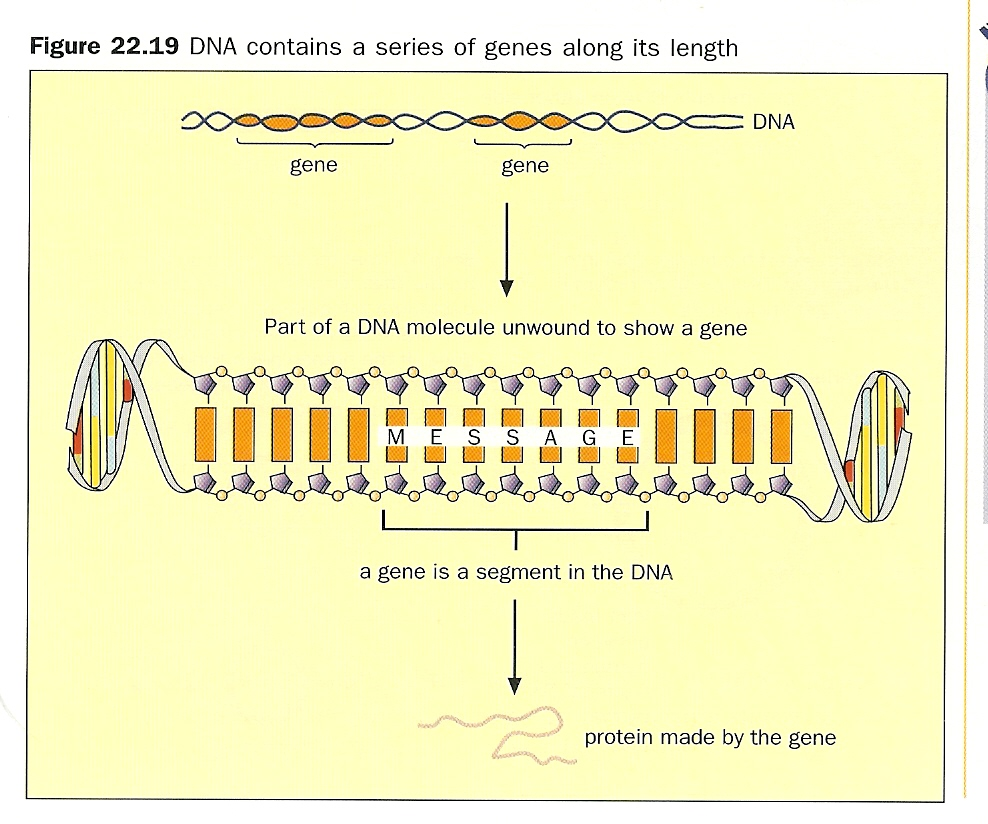 Figure 22.19 DNA contains a series of genes along its length
DNA
gene gene
Part of a DNA molecule unwound to show a gene
M E S S A G E
a gene is a segment in the DNA
protein made by the gene